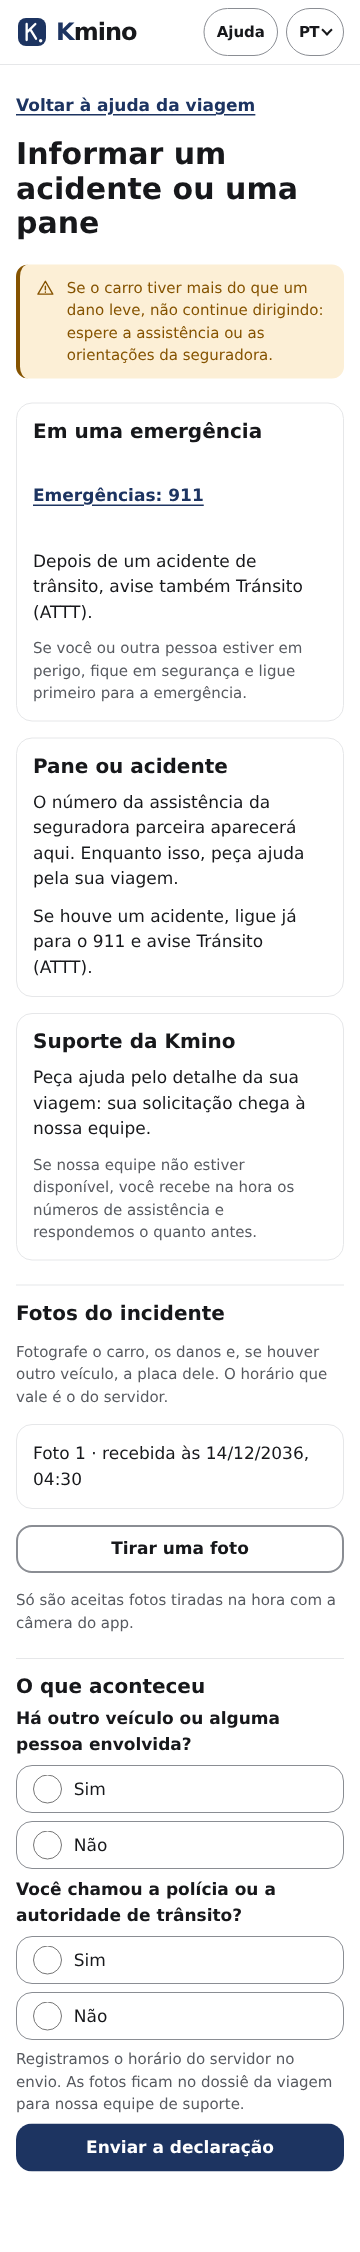 Kmino
Ajuda
PT
Voltar à ajuda da viagem
Informar um
acidente ou uma
pane
Se o carro tiver mais do que um
dano leve, não continue dirigindo:
espere a assistência ou as
orientações da seguradora.
Em uma emergência
Emergências: 911
Depois de um acidente de
trânsito, avise também Tránsito
(ATTT).
Se você ou outra pessoa estiver em
perigo, fique em segurança e ligue
primeiro para a emergência.
Pane ou acidente
O número da assistência da
seguradora parceira aparecerá
aqui. Enquanto isso, peça ajuda
pela sua viagem.
Se houve um acidente, ligue já
para o 911 e avise Tránsito
(ATTT).
Suporte da Kmino
Peça ajuda pelo detalhe da sua
viagem: sua solicitação chega à
nossa equipe.
Se nossa equipe não estiver
disponível, você recebe na hora os
números de assistência e
respondemos o quanto antes.
Fotos do incidente
Fotografe o carro, os danos e, se houver
outro veículo, a placa dele. O horário que
vale é o do servidor.
Foto 1 · recebida às 14/12/2036,
04:30
Tirar uma foto
Só são aceitas fotos tiradas na hora com a
câmera do app.
O que aconteceu
Há outro veículo ou alguma
pessoa envolvida?
Sim
Não
Você chamou a polícia ou a
autoridade de trânsito?
Sim
Não
Registramos o horário do servidor no
envio. As fotos ficam no dossiê da viagem
para nossa equipe de suporte.
Enviar a declaração